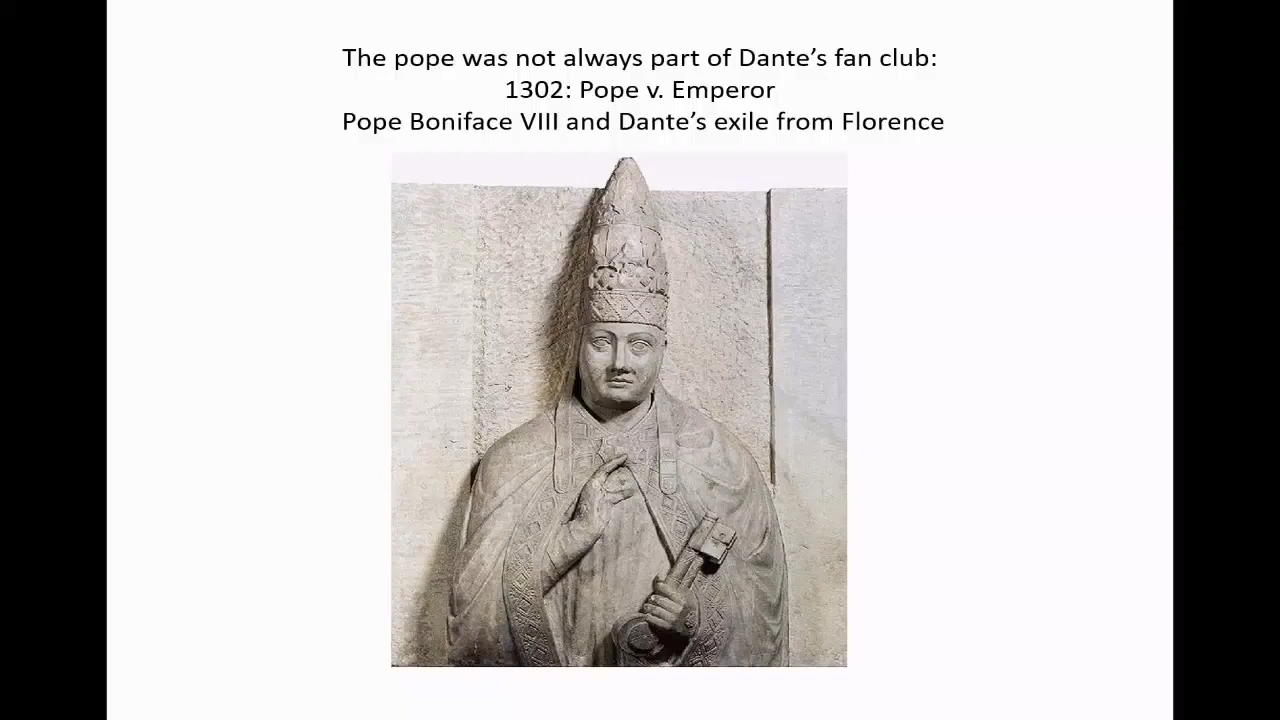 The pope was not always part of Dante’s fan club:
1302: Pope v. Emperor
Pope Boniface VIII and Dante’s exile from Florence